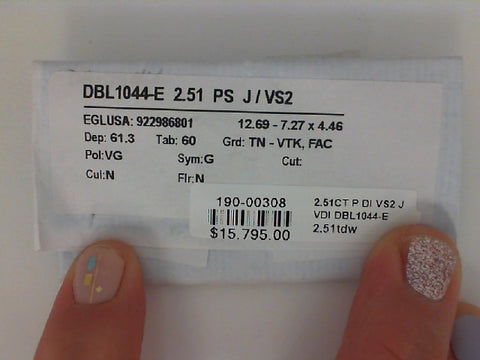 DBL1044-E 2.51 PS J / VS2
EGLUSA: 922986801 12.69 - 7.27 x 4.46
Dep: 61.3 Tab: 60 Grd: TN - VTK, FAC
Pol:VG Sym:G Cut:
Cul:N Flr:N
190-00308
$15,795.00
2.51CT P DI VS2 J
VDI DBL1044-E
2.51tdw